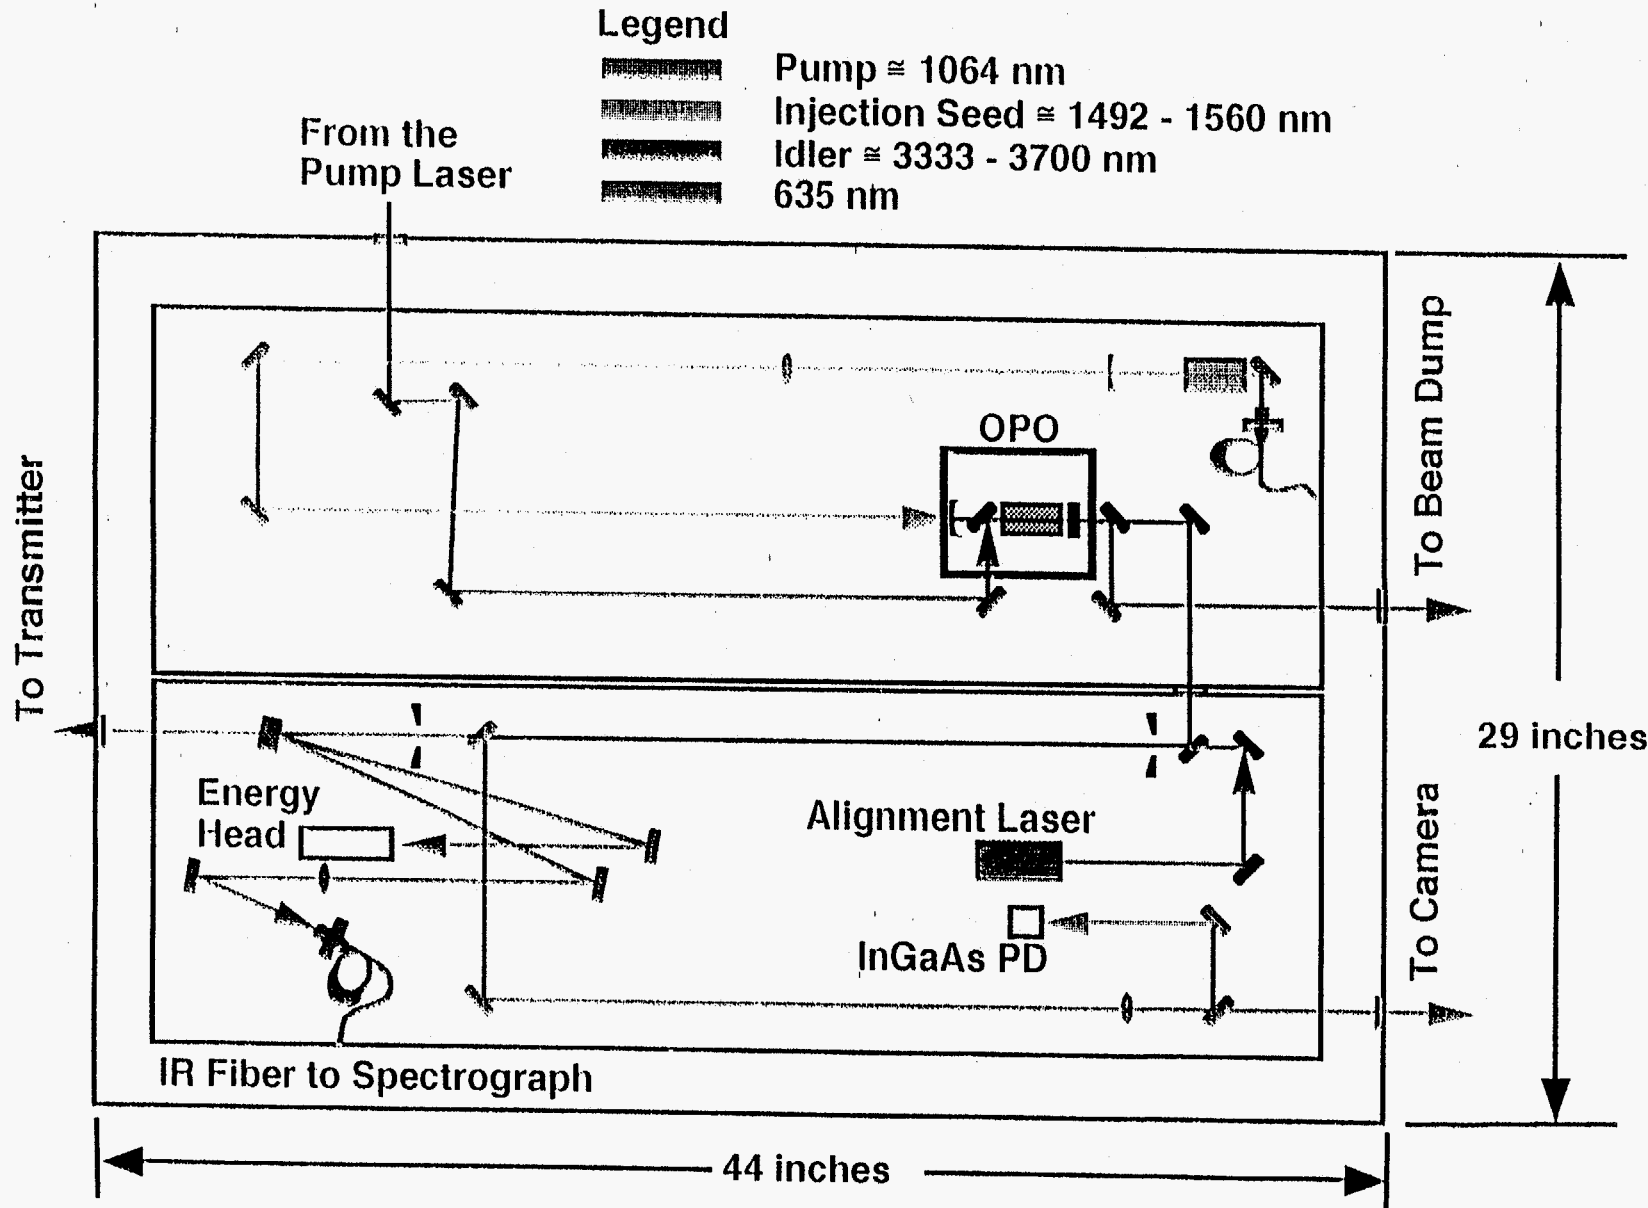 Legend
Pump ≅ 1064 nm
Injection Seed ≅ 1492 - 1560 nm
Idler ≅ 3333 - 3700 nm
635 nm
From the
Pump Laser
To Beam Dump
OPO
To Transmitter
29 inches
Energy
Head
Alignment Laser
To Camera
InGaAs PD
IR Fiber to Spectrograph
44 inches